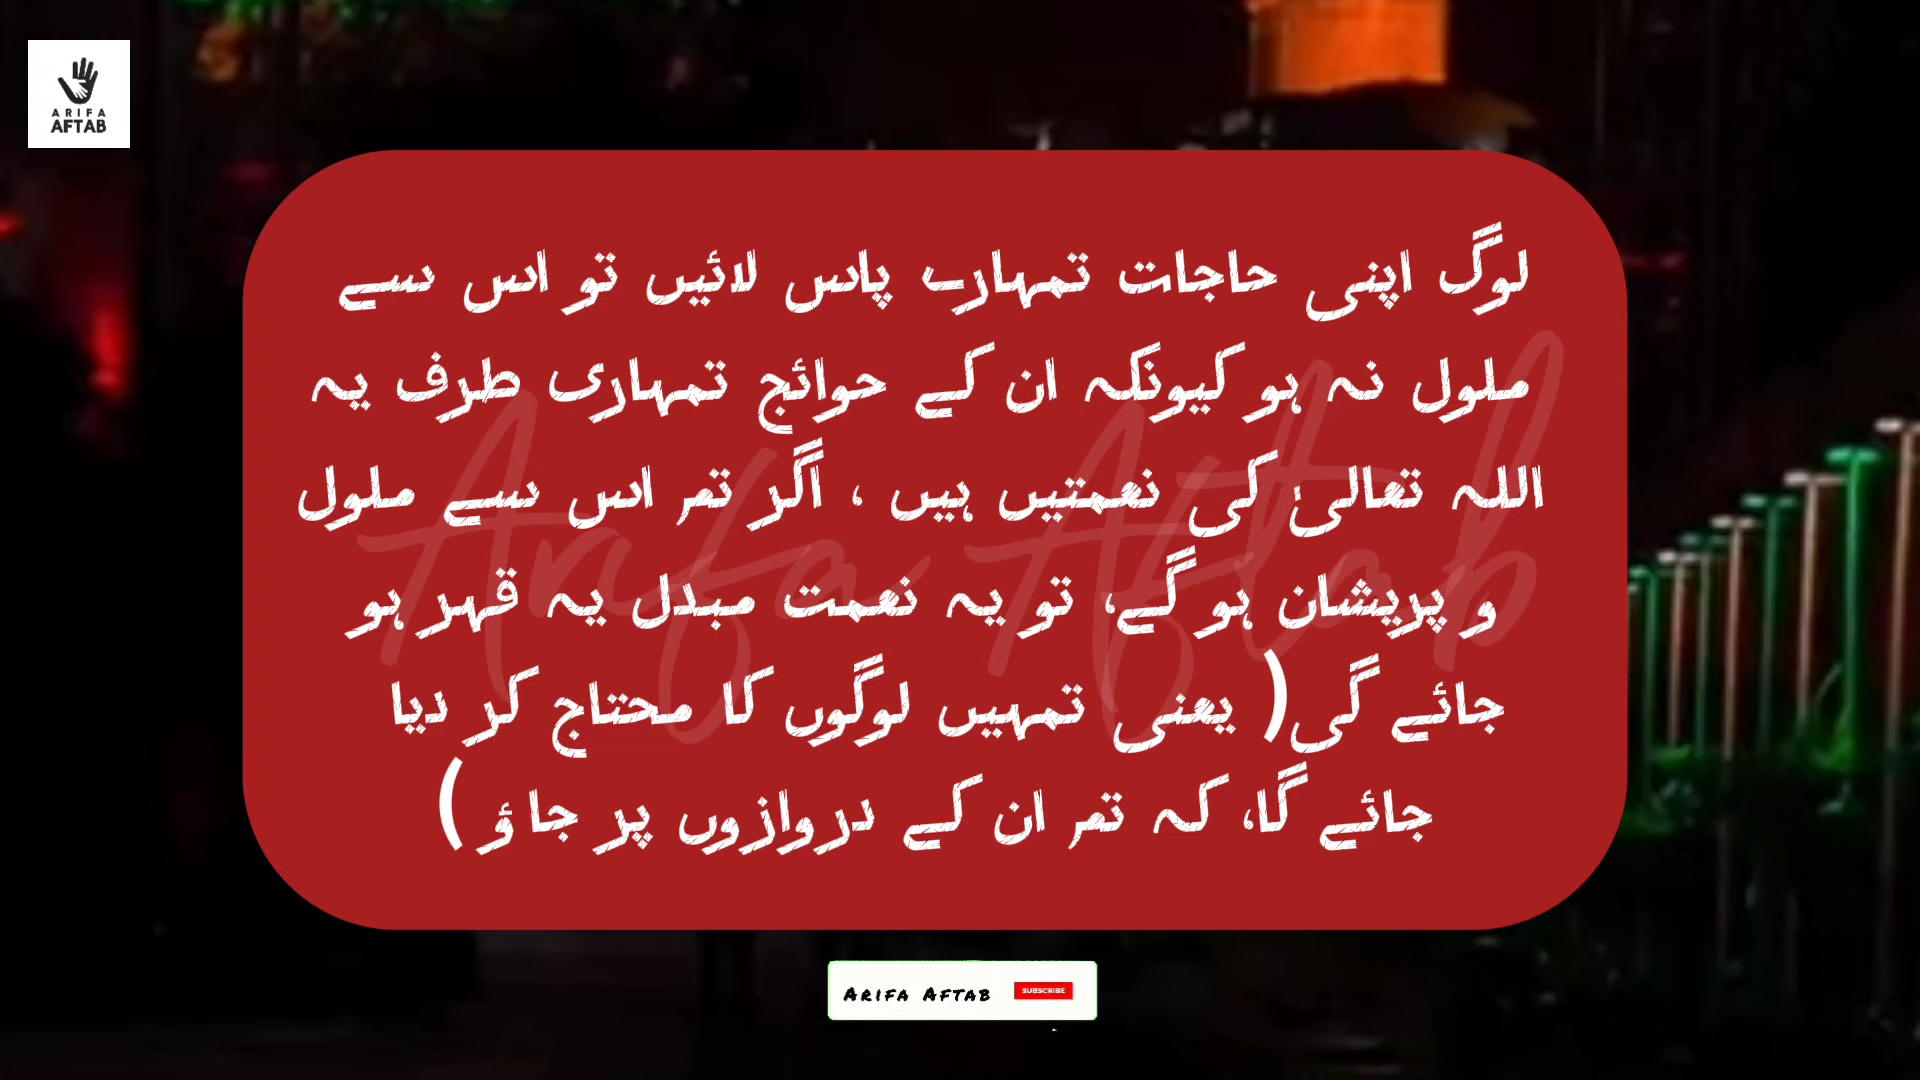 ARIFA
AFTAB
لوگ اپنی حاجات تمہارے پاس لائیں تو اس سے
ملول نہ ہو کیونکہ ان کے حوائج تمہاری طرف یہ
اللہ تعالیٰ کی نعمتیں ہیں ، اگر تم اس سے ملول
و پریشان ہو گے، تو یہ نعمت مبدل یہ قہر ہو
جائے گی( یعنی تمہیں لوگوں کا محتاج کر دیا
جائے گا، کہ تم ان کے دروازوں پر جاؤ)
Arifa Aftab
ARIFA AFTAB SUBSCRIBE